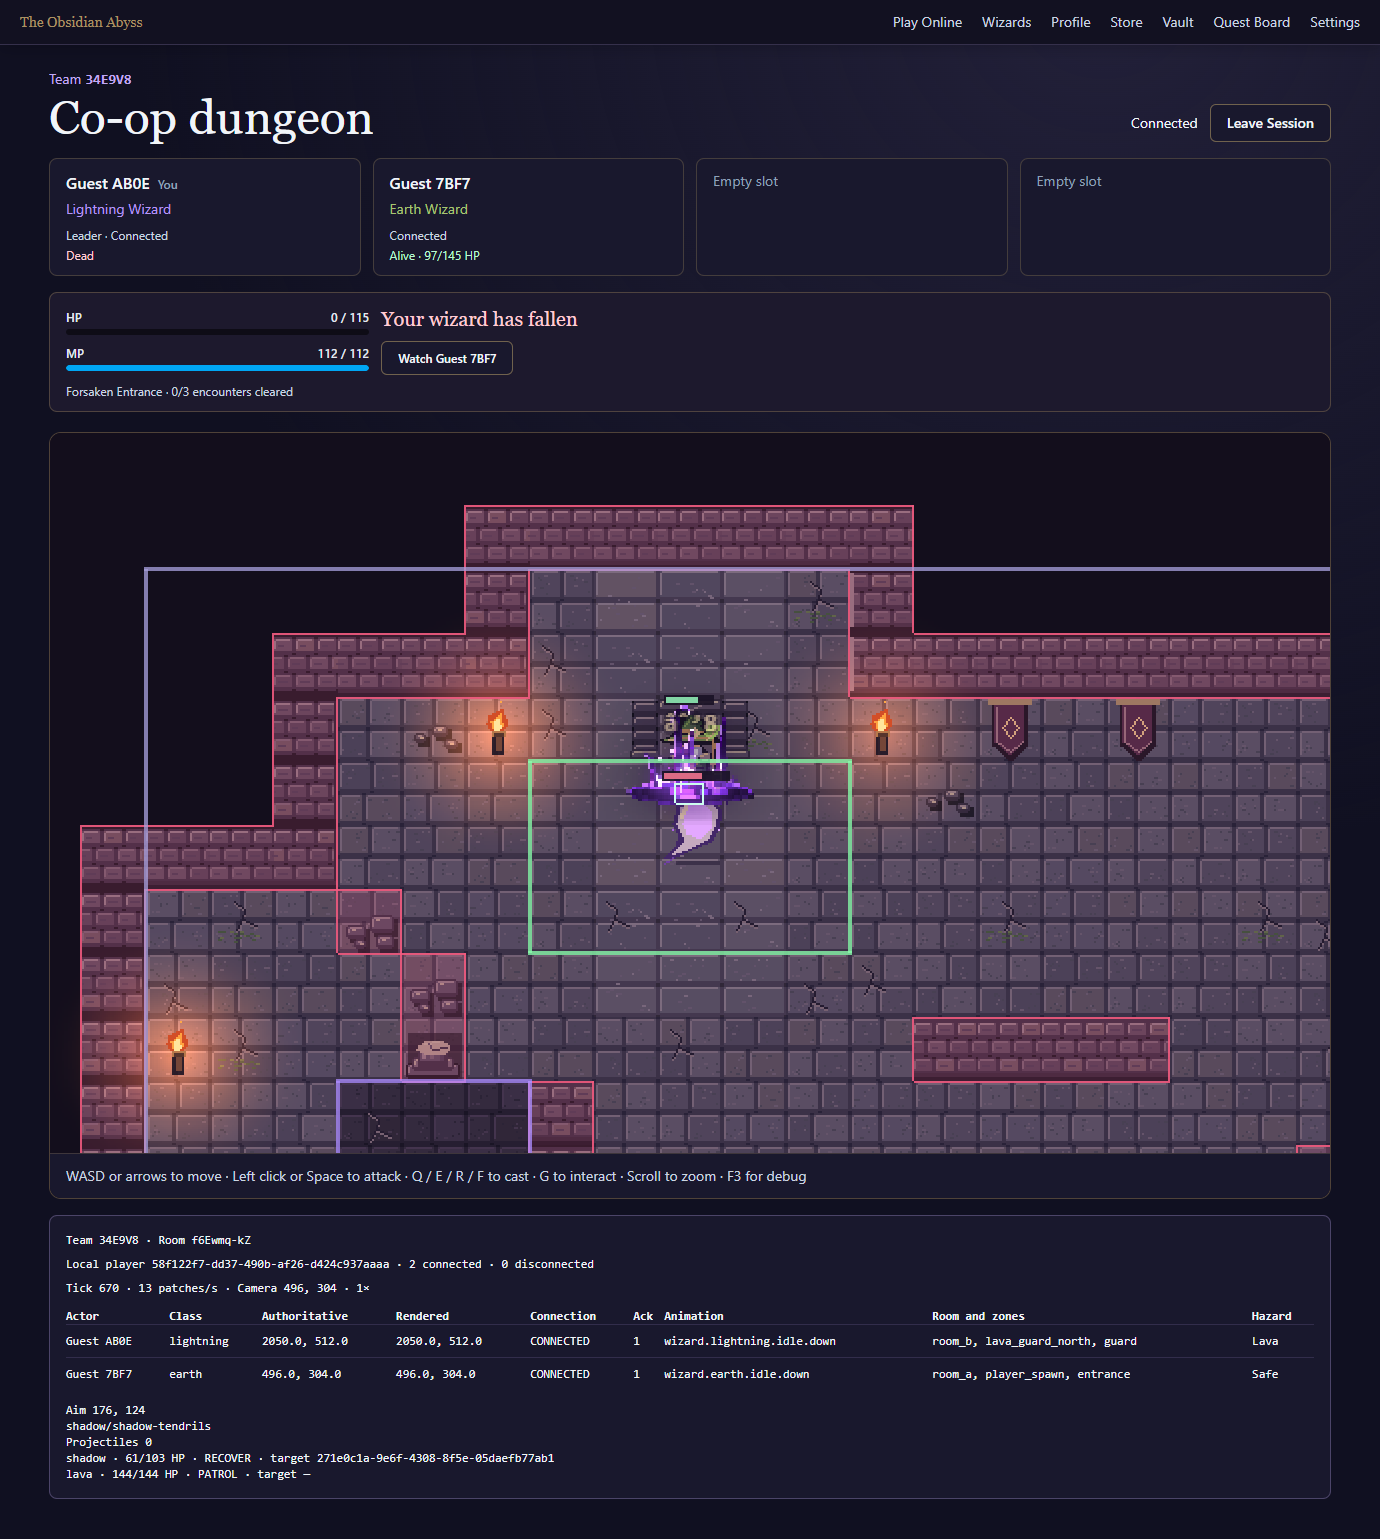 The Obsidian Abyss
Play Online Wizards Profile Store Vault Quest Board Settings
Team 34E9V8
Co-op dungeon
Connected Leave Session
Guest AB0E You
Lightning Wizard
Leader · Connected
Dead
Guest 7BF7
Earth Wizard
Connected
Alive · 97/145 HP
Empty slot
Empty slot
HP 0 / 115
MP 112 / 112
Forsaken Entrance · 0/3 encounters cleared
Your wizard has fallen
Watch Guest 7BF7
WASD or arrows to move · Left click or Space to attack · Q / E / R / F to cast · G to interact · Scroll to zoom · F3 for debug
Team 34E9V8 · Room f6Ewmq-kZ
Local player 58f122f7-dd37-490b-af26-d424c937aaaa · 2 connected · 0 disconnected
Tick 670 · 13 patches/s · Camera 496, 304 · 1×
Actor Class Authoritative Rendered Connection Ack Animation Room and zones Hazard
Guest AB0E lightning 2050.0, 512.0 2050.0, 512.0 CONNECTED 1 wizard.lightning.idle.down room_b, lava_guard_north, guard Lava
Guest 7BF7 earth 496.0, 304.0 496.0, 304.0 CONNECTED 1 wizard.earth.idle.down room_a, player_spawn, entrance Safe
Aim 176, 124
shadow/shadow-tendrils
Projectiles 0
shadow · 61/103 HP · RECOVER · target 271e0c1a-9e6f-4308-8f5e-05daefb77ab1
lava · 144/144 HP · PATROL · target —